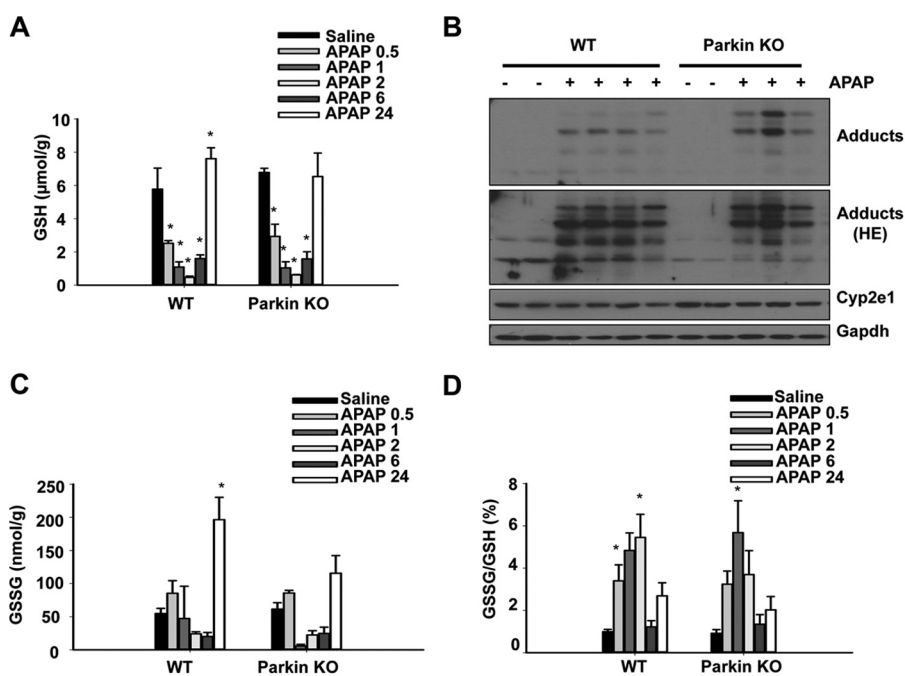 A
Saline
APAP 0.5
APAP 1
APAP 2
APAP 6
APAP 24
GSH (µmol/g)
10
8
6
4
2
0
* * * * *
* * * *
WT Parkin KO
B
WT Parkin KO
- - + + + + - - + + + APAP
Adducts
Adducts
(HE)
Cyp2e1
Gapdh
C
Saline
APAP 0.5
APAP 1
APAP 2
APAP 6
APAP 24
GSSG (nmol/g)
250
200
150
100
50
0
*
WT Parkin KO
D
Saline
APAP 0.5
APAP 1
APAP 2
APAP 6
APAP 24
GSSG/GSH (%)
8
6
4
2
0
* * *
WT Parkin KO